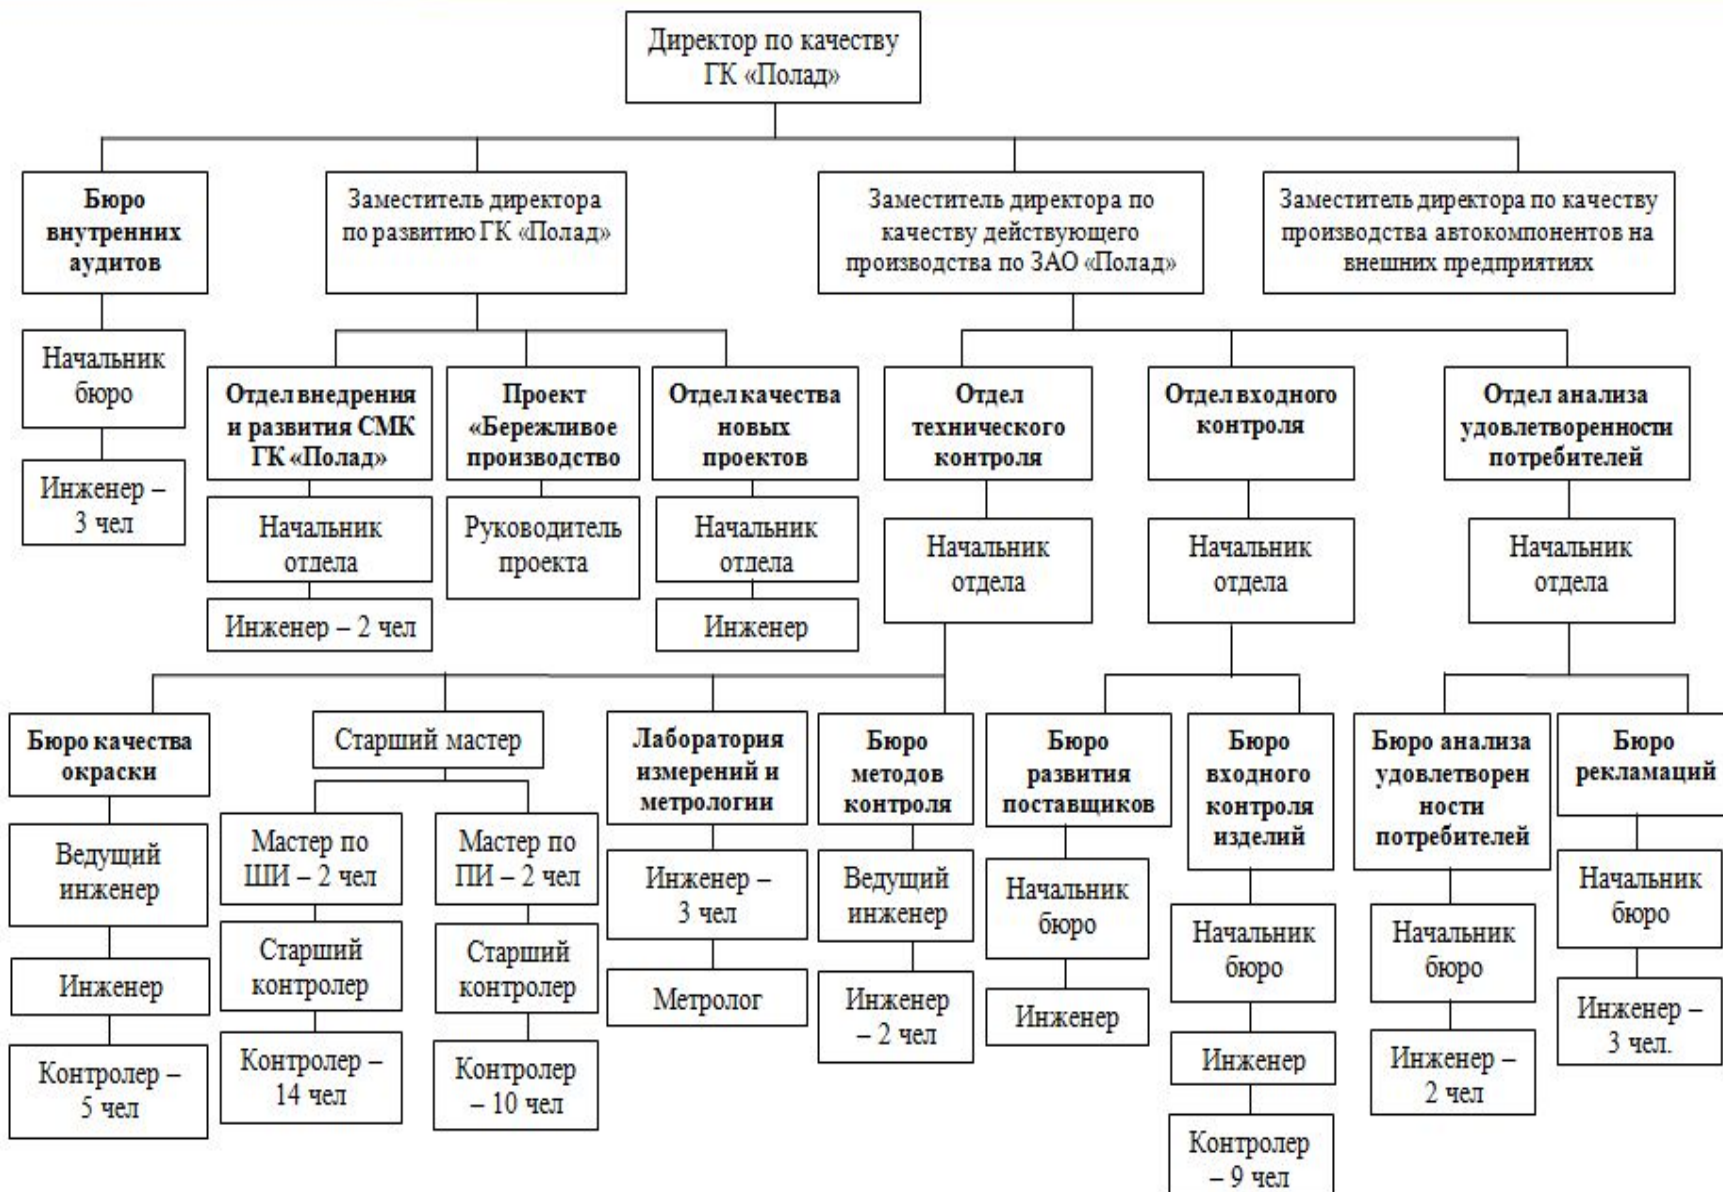 Директор по качеству
ГК «Полад»
Бюро
внутренних
аудитов
Заместитель директора
по развитию ГК «Полад»
Заместитель директора по
качеству действующего
производства по ЗАО «Полад»
Заместитель директора по качеству
производства автокомпонентов на
внешних предприятиях
Начальник
бюро
Инженер –
3 чел
Отдел внедрения
и развития СМК
ГК «Полад»
Начальник
отдела
Инженер – 2 чел
Проект
«Бережливое
производство
Руководитель
проекта
Отдел качества
новых
проектов
Начальник
отдела
Инженер
Отдел
технического
контроля
Начальник
отдела
Отдел входного
контроля
Начальник
отдела
Отдел анализа
удовлетворенности
потребителей
Начальник
отдела
Бюро качества
окраски
Ведущий
инженер
Инженер
Контролер –
5 чел
Старший мастер
Мастер по
ШИ – 2 чел
Старший
контролер
Контролер –
14 чел
Мастер по
ПИ – 2 чел
Старший
контролер
Контролер
– 10 чел
Лаборатория
измерений и
метрологии
Инженер –
3 чел
Метролог
Бюро
методов
контроля
Ведущий
инженер
Инженер
– 2 чел
Бюро
развития
поставщиков
Начальник
бюро
Инженер
Бюро
входного
контроля
изделий
Начальник
бюро
Инженер
Контролер
– 9 чел
Бюро анализа
удовлетворен
ности
потребителей
Начальник
бюро
Инженер –
2 чел
Бюро
рекламаций
Начальник
бюро
Инженер –
3 чел.